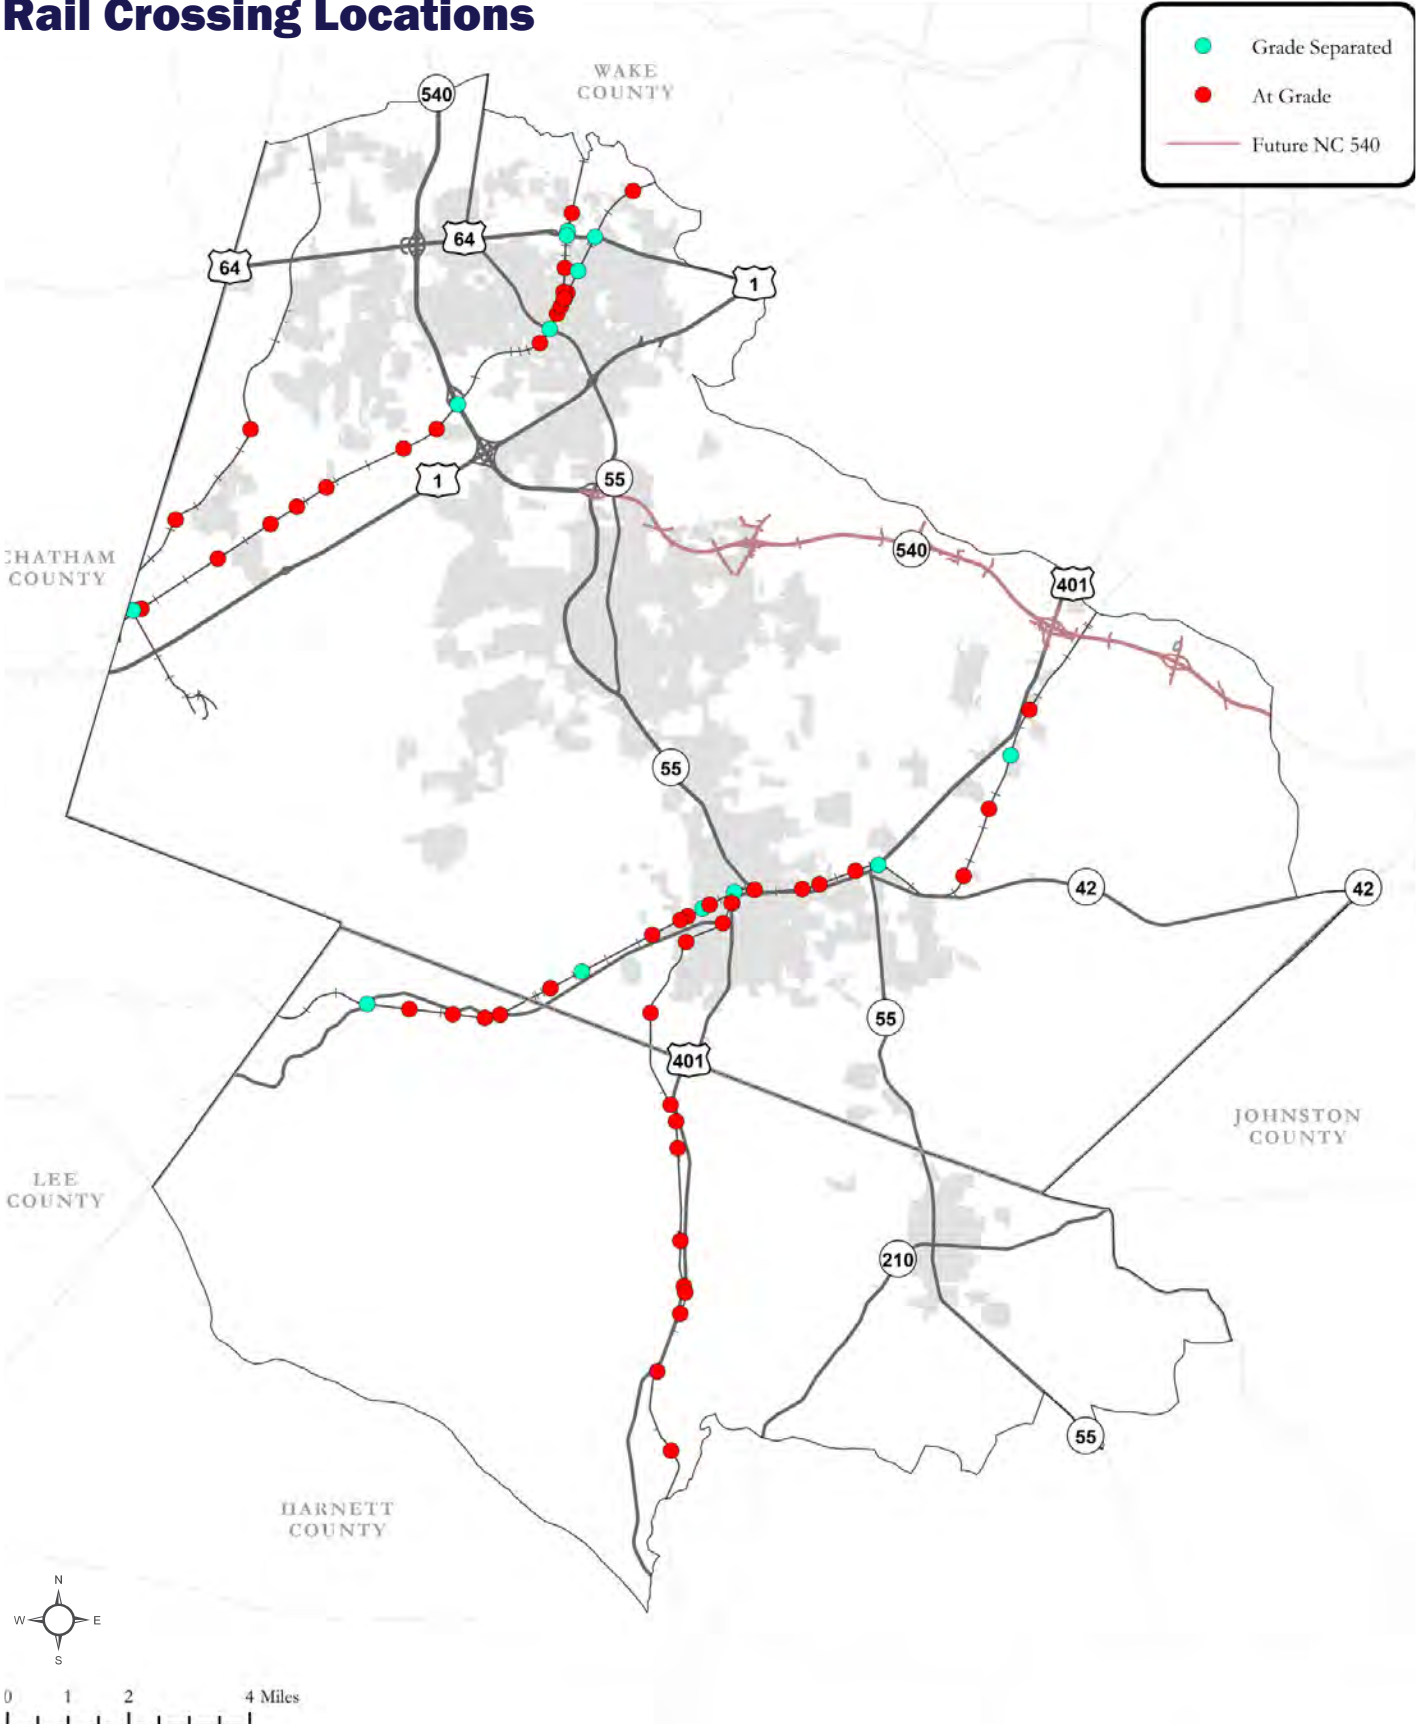 Rail Crossing Locations
Grade Separated
At Grade
Future NC 540
WAKE
COUNTY
540
64
64
1
1
55
CHATHAM
COUNTY
540
401
55
42
42
55
401
JOHNSTON
COUNTY
LEE
COUNTY
210
55
HARNETT
COUNTY
N
W
E
S
0 1 2 4 Miles